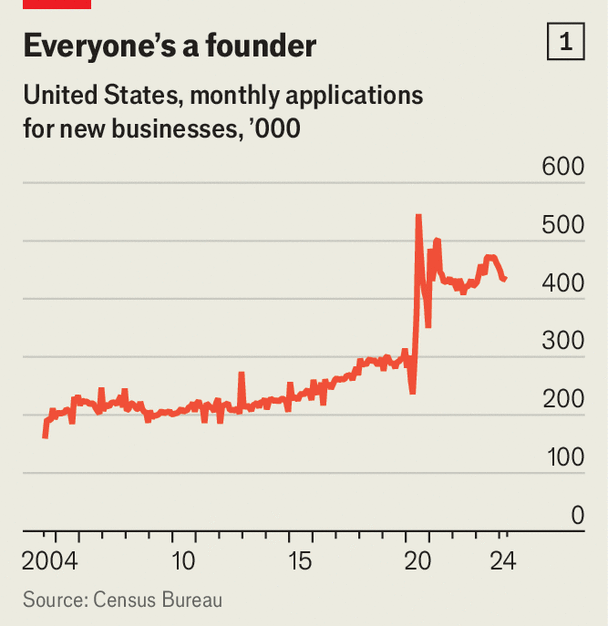 Everyone’s a founder
1
United States, monthly applications
for new businesses, ’000
600
500
400
300
200
100
0
2004 10 15 20 24
Source: Census Bureau